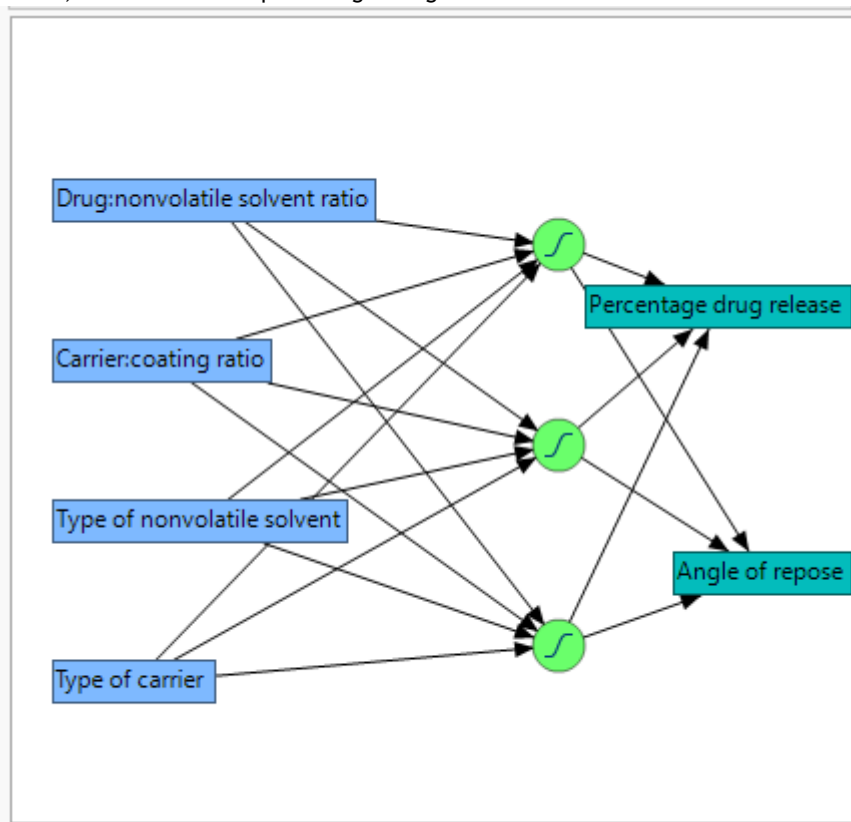 Drug:nonvolatile solvent ratio
Percentage drug release
Carrier:coating ratio
Type of nonvolatile solvent
Angle of repose
Type of carrier